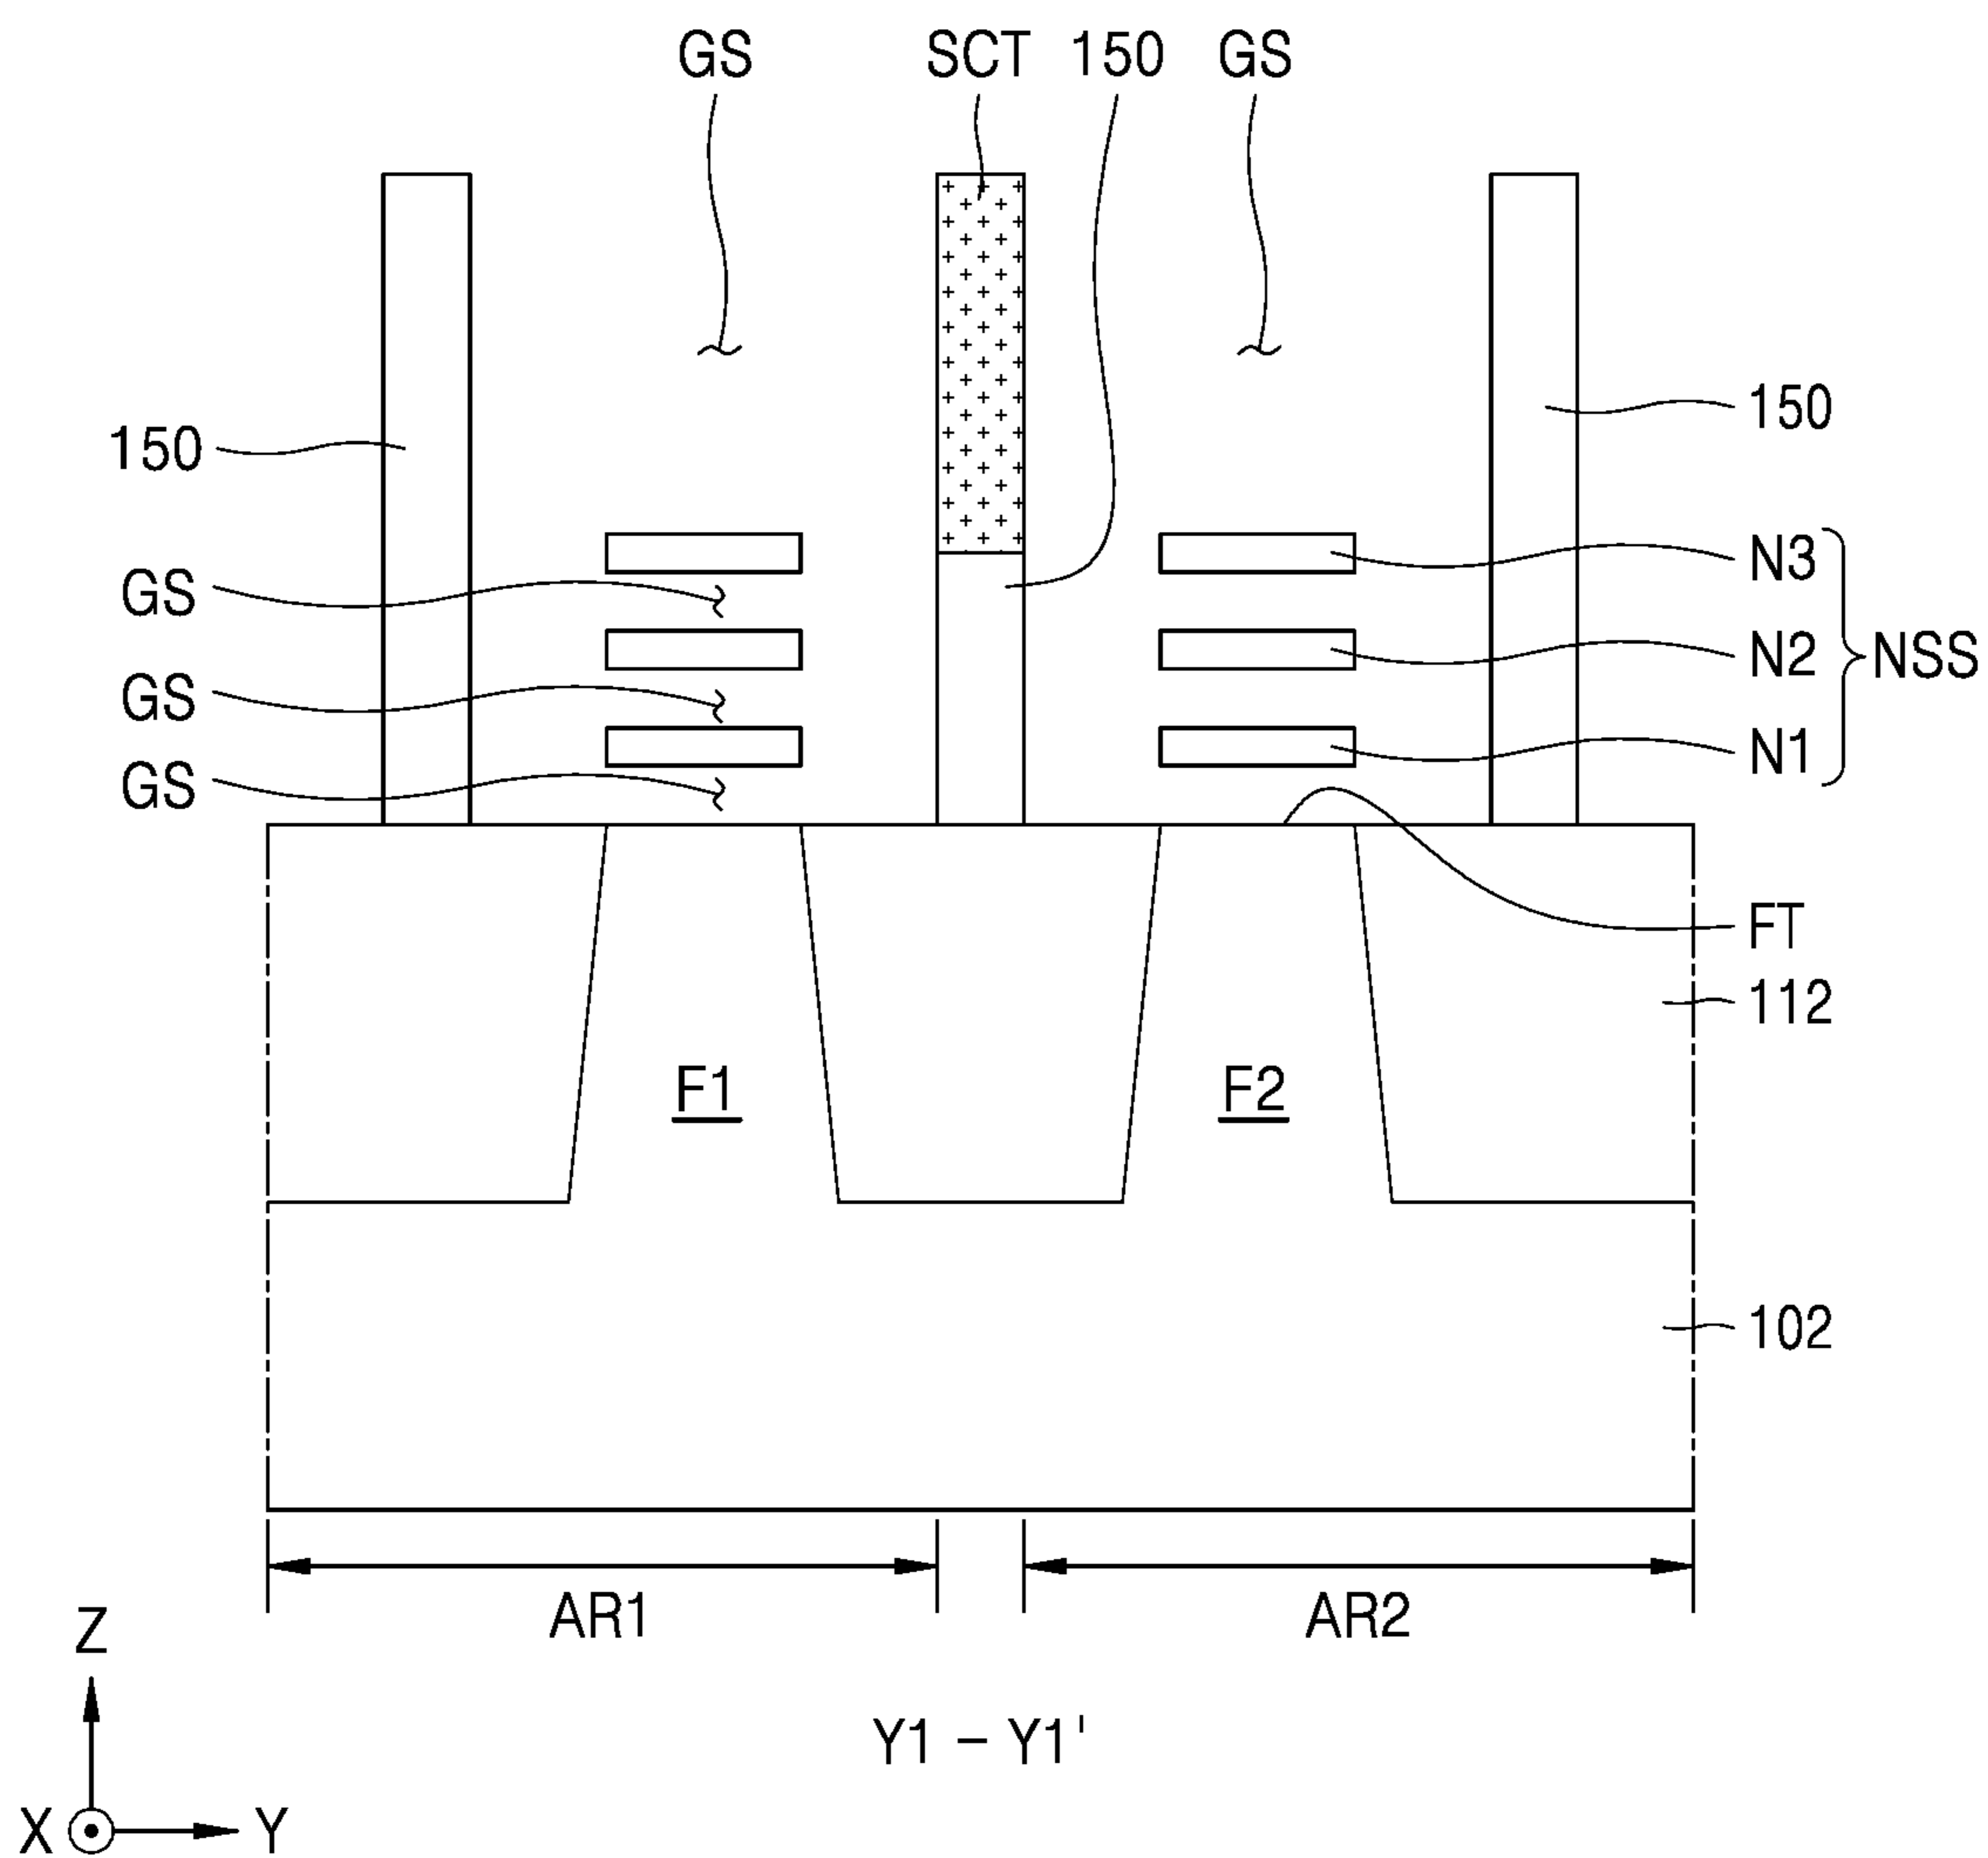 GS SCT 150 GS
150
150
N3
GS
N2 NSS
GS
N1
GS
FT
112
F1 F2
102
AR1 AR2
Z
Y1 – Y1'
X Y